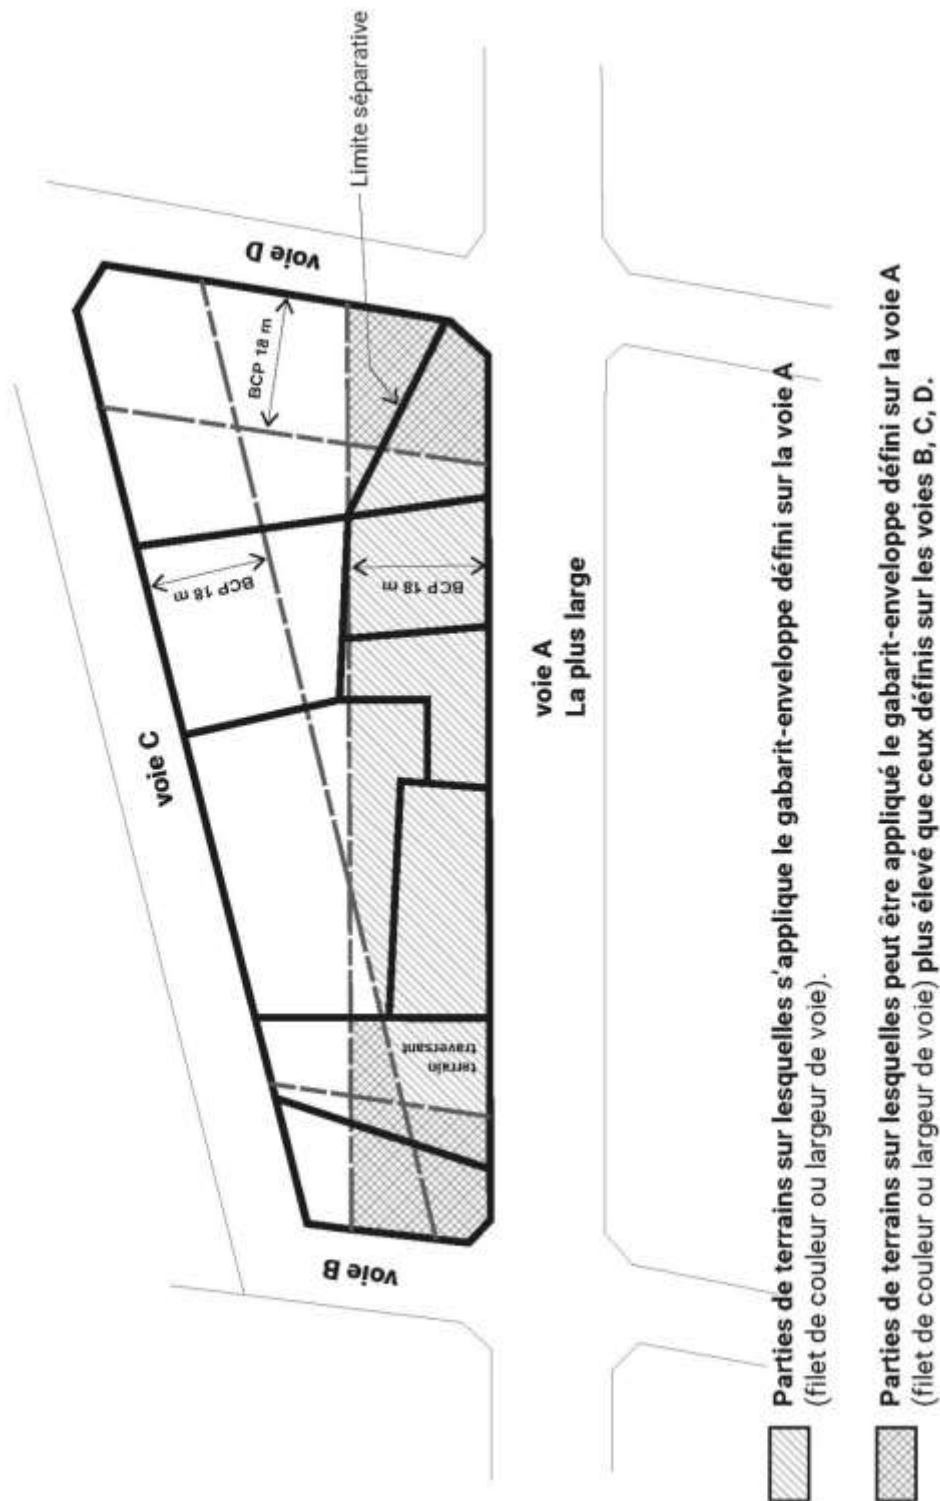 voie C
voie D
BCP 18 m
BCP 18 m
Limite séparative
BCP 18 m
terrain
traversant
voie B
voie A
La plus large
Parties de terrains sur lesquelles s'applique le gabarit-enveloppe défini sur la voie A
(filet de couleur ou largeur de voie).
Parties de terrains sur lesquelles peut être appliqué le gabarit-enveloppe défini sur la voie A
(filet de couleur ou largeur de voie) plus élevé que ceux définis sur les voies B, C, D.